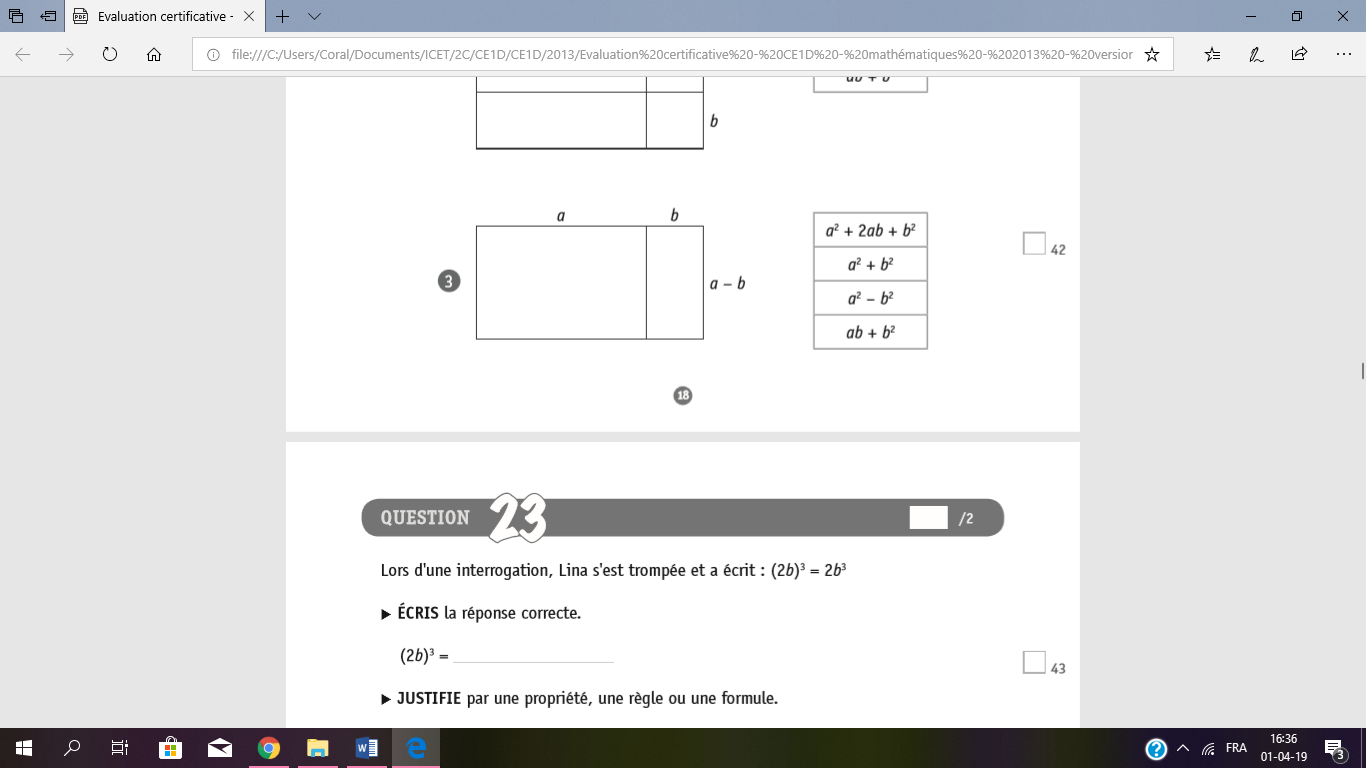 Evaluation certificative -
file:///C:/Users/Coral/Documents/ICET/2C/CE1D/CE1D/2013/Evaluation%20certificative%20-%20CE1D%20-%20mathématiques%20-%202013%20-%20version
ab + b²
b
a b
3
a – b
a² + 2ab + b²
a² + b²
a² – b²
ab + b²
42
18
QUESTION 23
/2
Lors d'une interrogation, Lina s'est trompée et a écrit : (2b)³ = 2b³
► ÉCRIS la réponse correcte.
(2b)³ =
43
► JUSTIFIE par une propriété, une règle ou une formule.
FRA
16:36
01-04-19
3